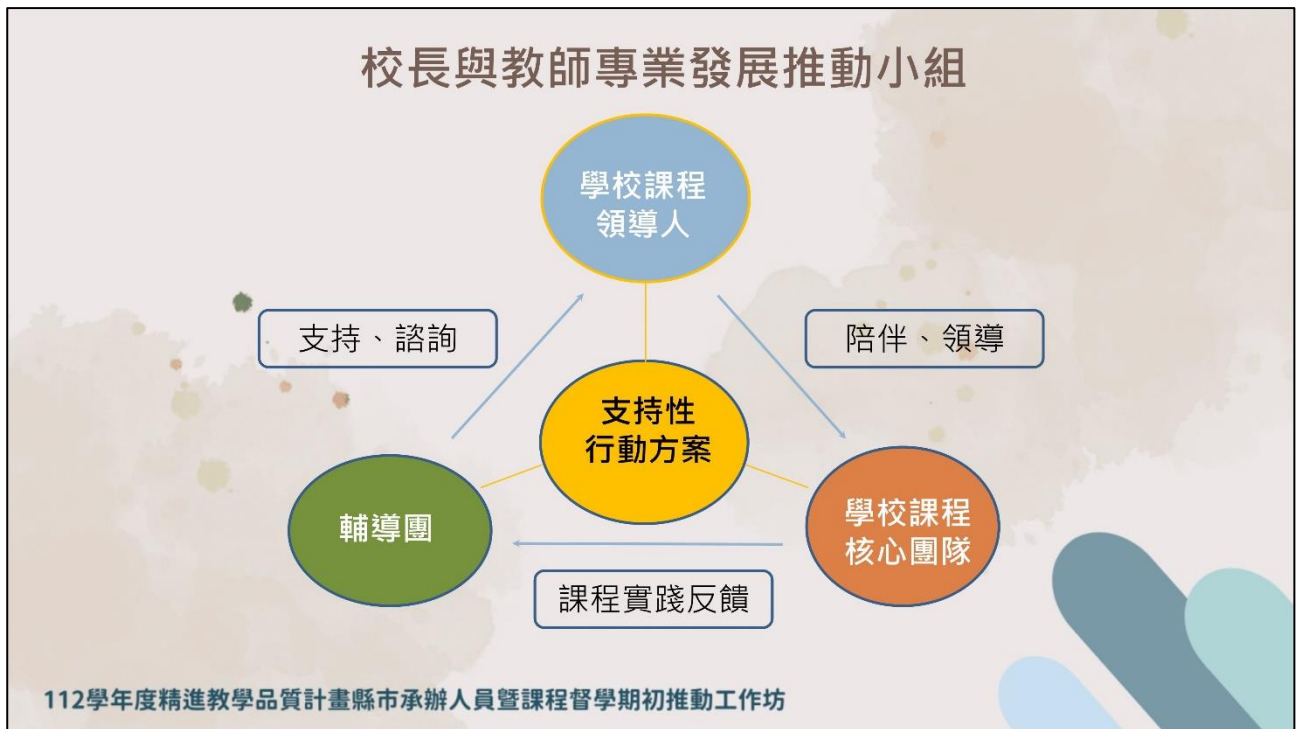 校長與教師專業發展推動小組
學校課程
領導人
支持、諮詢
陪伴、領導
支持性
行動方案
輔導團
學校課程
核心團隊
課程實踐反饋
112學年度精進教學品質計畫縣市承辦人員暨課程督學期初推動工作坊